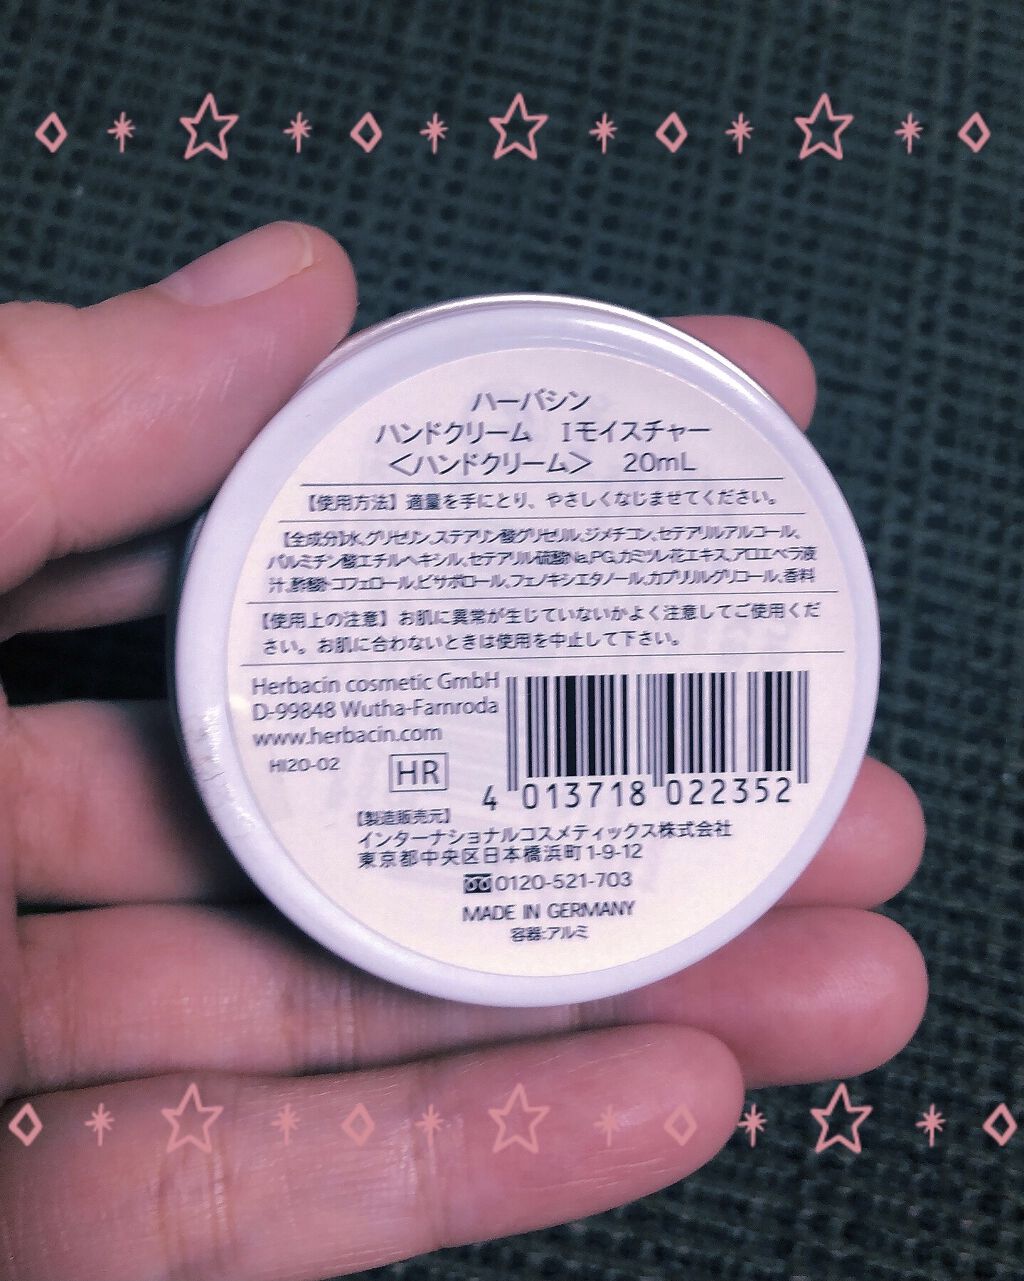 ハーバシン
ハンドクリーム Iモイスチャー
<ハンドクリーム> 20mL
【使用方法】適量を手にとり、やさしくなじませてください。
【全成分】水、グリセリン、ステアリン酸グリセリル、ジメチコン、セテアリルアルコール、
パルミチン酸エチルヘキシル、セテアリル硫酸Na、PG、カミツレ花エキス、アロエベラ液
汁、酢酸トコフェロール、ビサボロール、フェノキシエタノール、カプリリルグリコール、香料
【使用上の注意】お肌に異常が生じていないかよく注意してご使用くだ
さい。お肌に合わないときは使用を中止して下さい。
Herbacin cosmetic GmbH
D-99848 Wutha-Farnroda
www.herbacin.com
HI20-02
HR
4 013718 022352
【製造販売元】
インターナショナルコスメティックス株式会社
東京都中央区日本橋浜町1-9-12
0120-521-703
MADE IN GERMANY
容器:アルミ